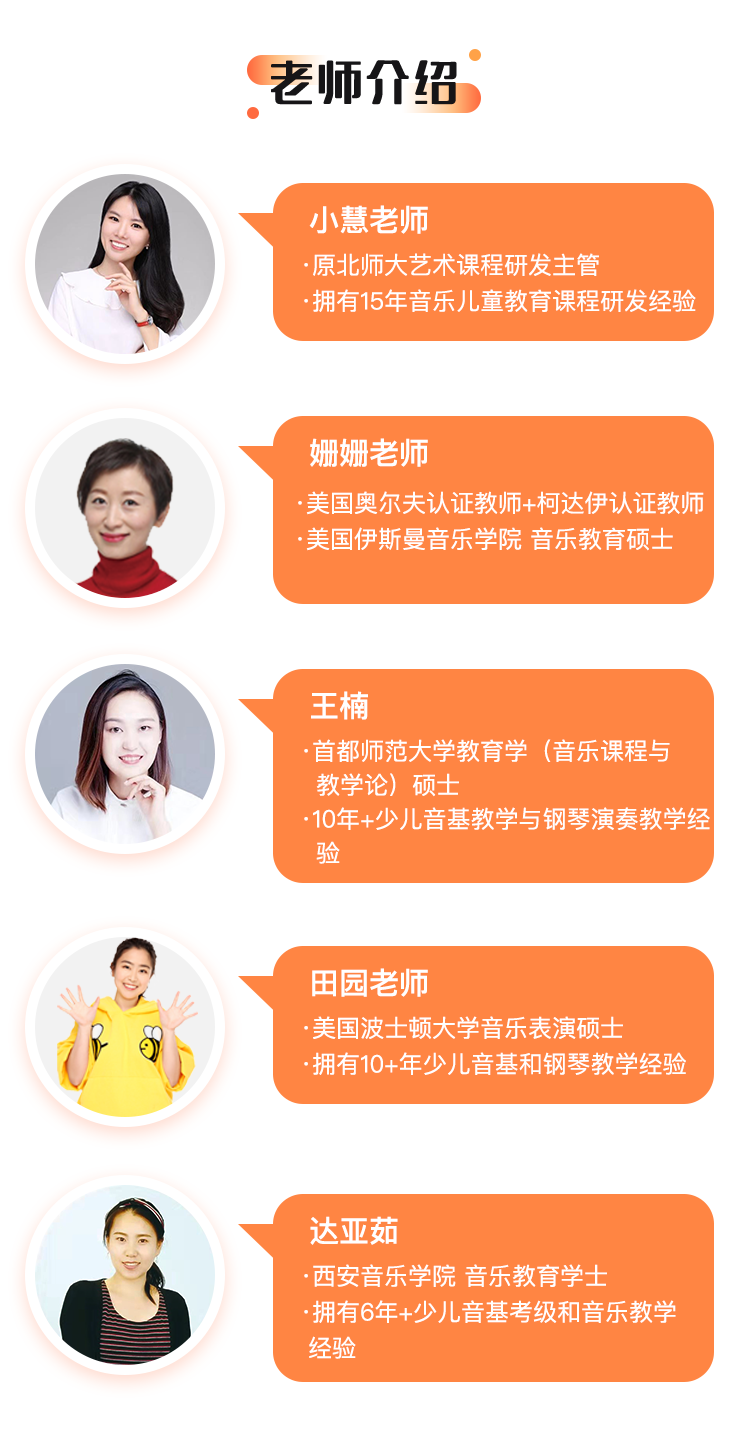 老师介绍
小慧老师
·原北师大艺术课程研发主管
·拥有15年音乐儿童教育课程研发经验
姗姗老师
·美国奥尔夫认证教师+柯达伊认证教师
·美国伊斯曼音乐学院 音乐教育硕士
王楠
·首都师范大学教育学（音乐课程与
教学论）硕士
·10年+少儿音基教学与钢琴演奏教学经
验
田园老师
·美国波士顿大学音乐表演硕士
·拥有10+年少儿音基和钢琴教学经验
达亚茹
·西安音乐学院 音乐教育学士
·拥有6年+少儿音基考级和音乐教学
经验